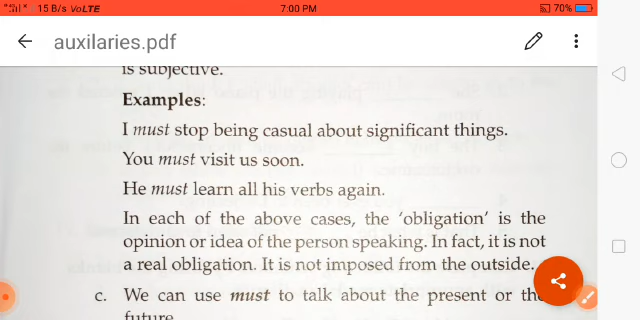 15 B/s VoLTE 7:00 PM 70%
auxilaries.pdf
is subjective.
Examples:
I must stop being casual about significant things.
You must visit us soon.
He must learn all his verbs again.
In each of the above cases, the 'obligation' is the
opinion or idea of the person speaking. In fact, it is not
a real obligation. It is not imposed from the outside.
c. We can use must to talk about the present or the
future